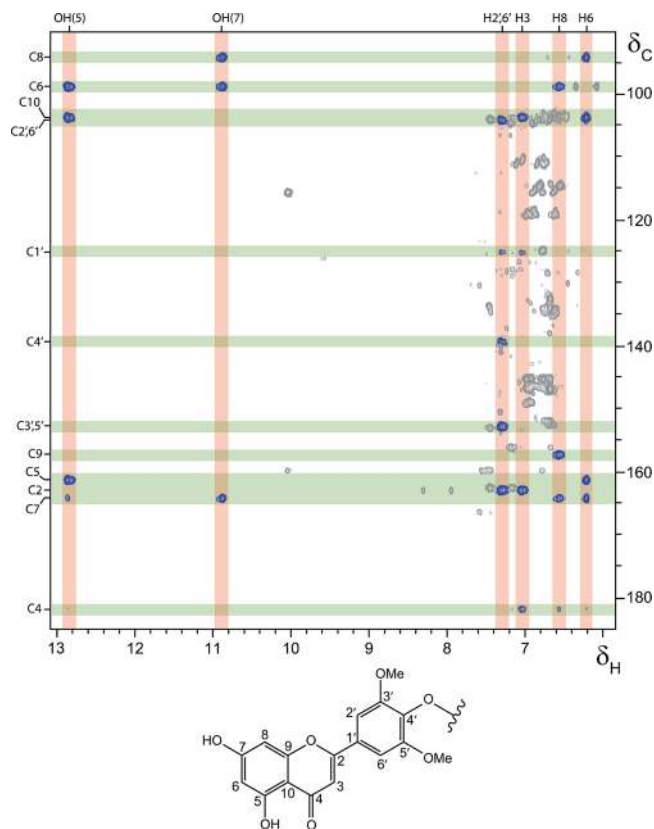 OH(5) OH(7) H2′,6′ H3 H8 H6
C8
C6
C10
C2′,6′
C1′
C4′
C3′,5′
C9
C5
C2
C7
C4
δC
100
120
140
160
180
13 12 11 10 9 8 7 6
δH
OMe
3′ O
2′ 4′
HO 8 O 1′ 5′ OMe
7 9 2 6′
6 10 3
5 4
OH O